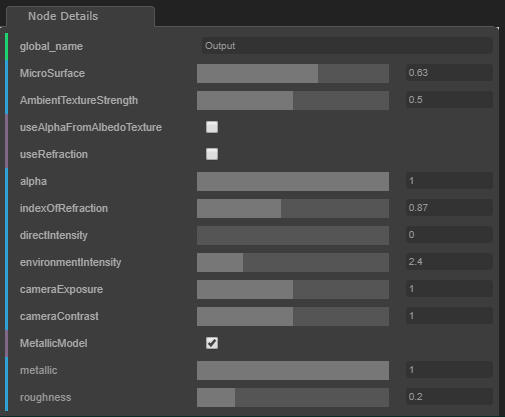 Node Details
global_name Output
MicroSurface 0.63
AmbientTextureStrength 0.5
useAlphaFromAlbedoTexture
useRefraction
alpha 1
indexOfRefraction 0.87
directIntensity 0
environmentIntensity 2.4
cameraExposure 1
cameraContrast 1
MetallicModel
metallic 1
roughness 0.2